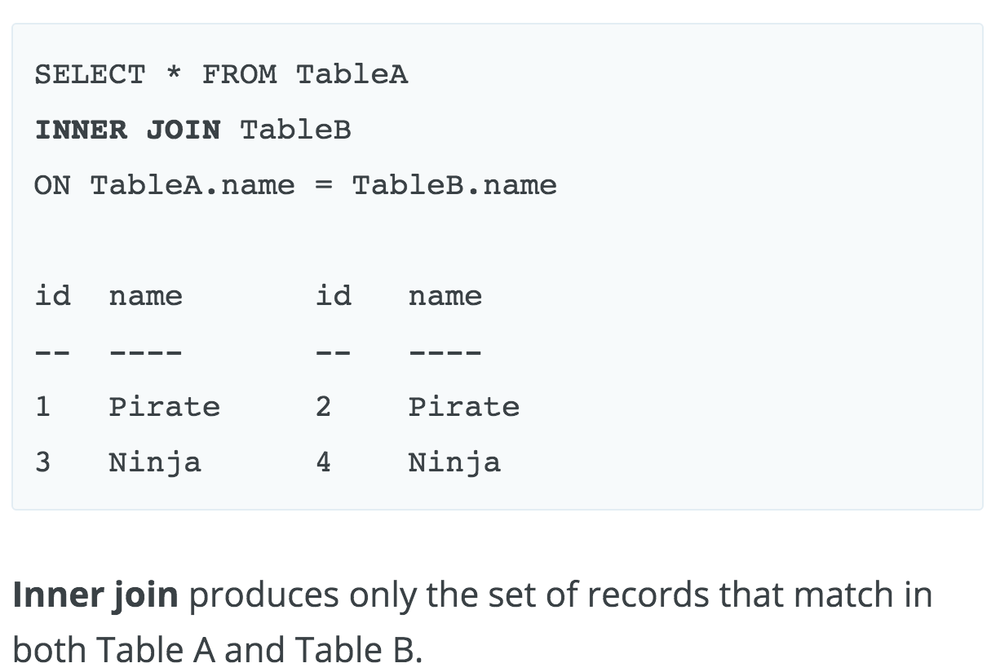 SELECT * FROM TableA
INNER JOIN TableB
ON TableA.name = TableB.name
id  name       id   name
--  ----       --   ----
1   Pirate     2    Pirate
3   Ninja      4    Ninja
Inner join produces only the set of records that match in
both Table A and Table B.